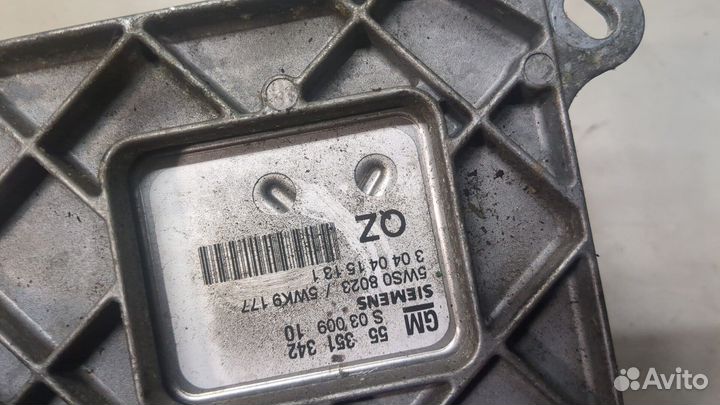 GM 55 351 342
S 03 009 10
SIEMENS
5WS0 8023 / 5WK9 177
3 04 04 15 13 1
QZ
Avito